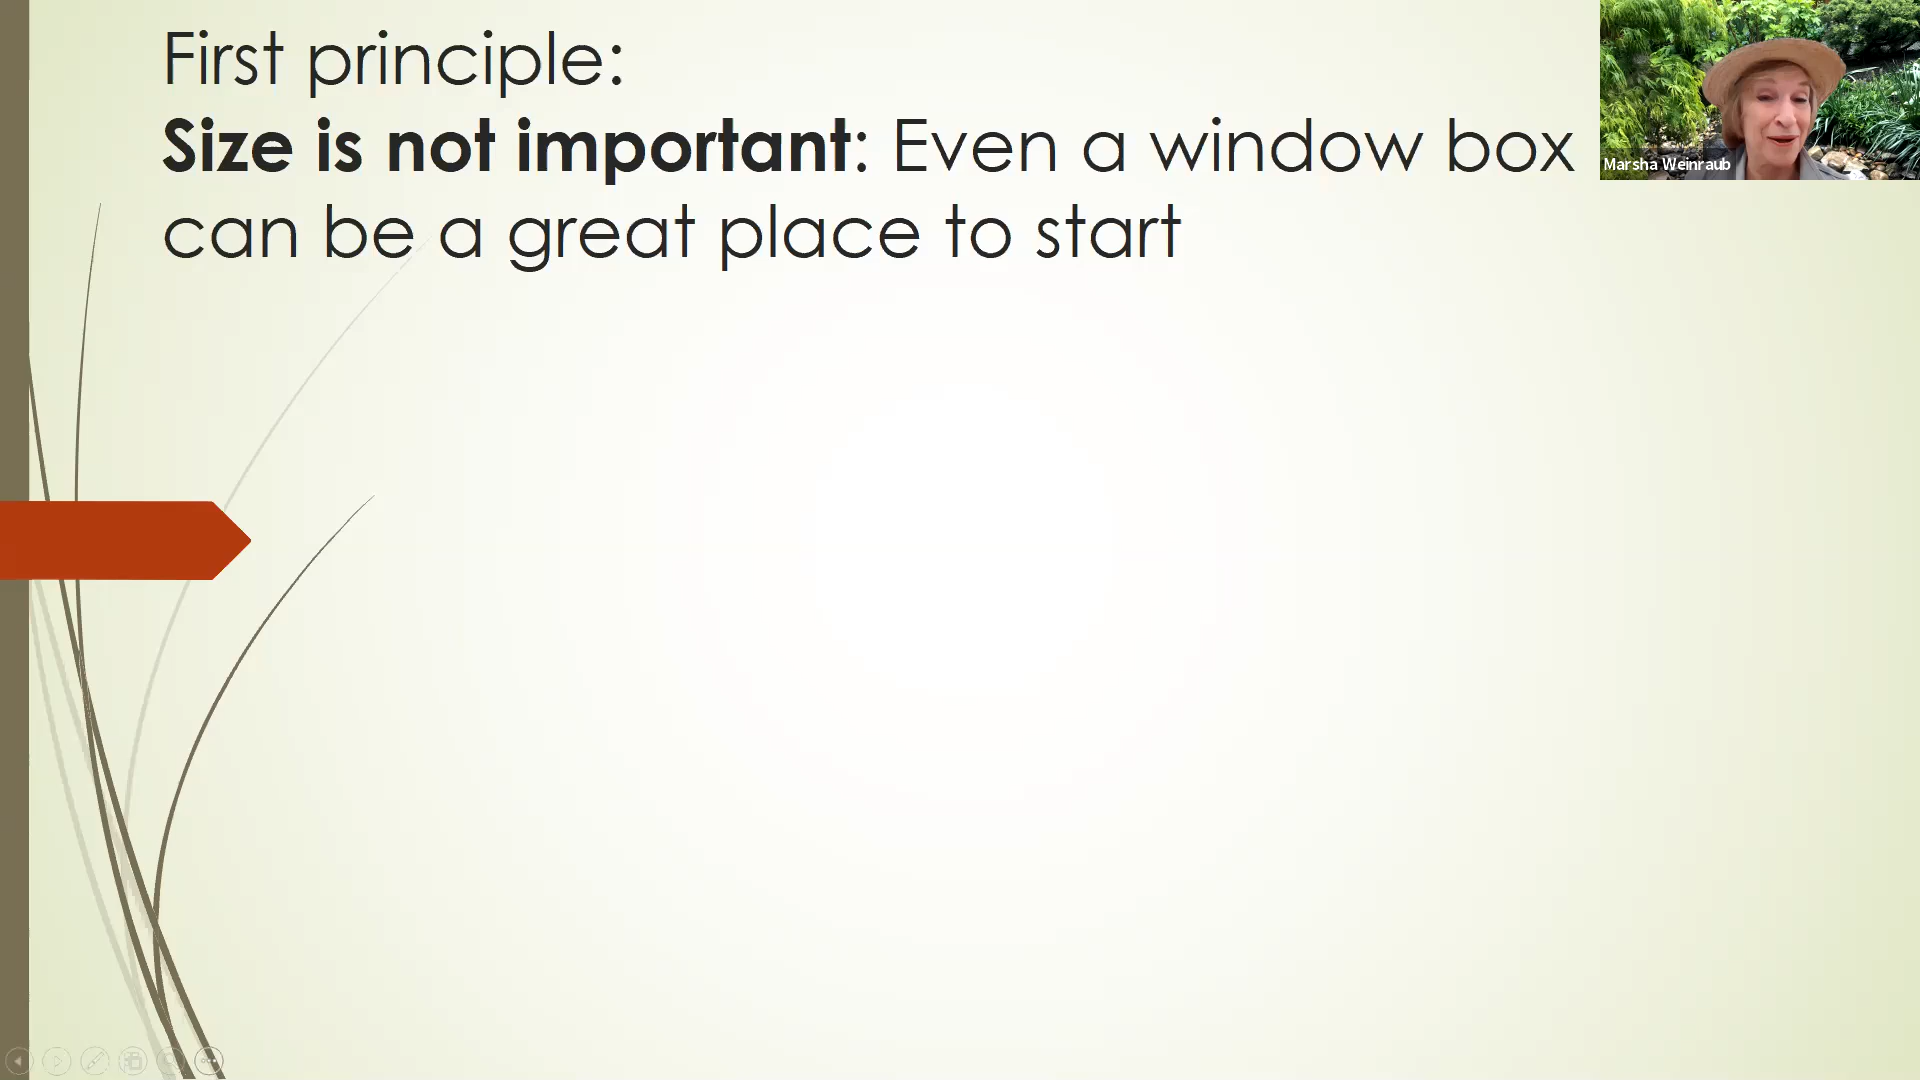 First principle:
Size is not important: Even a window box
can be a great place to start
Marsha Weinraub